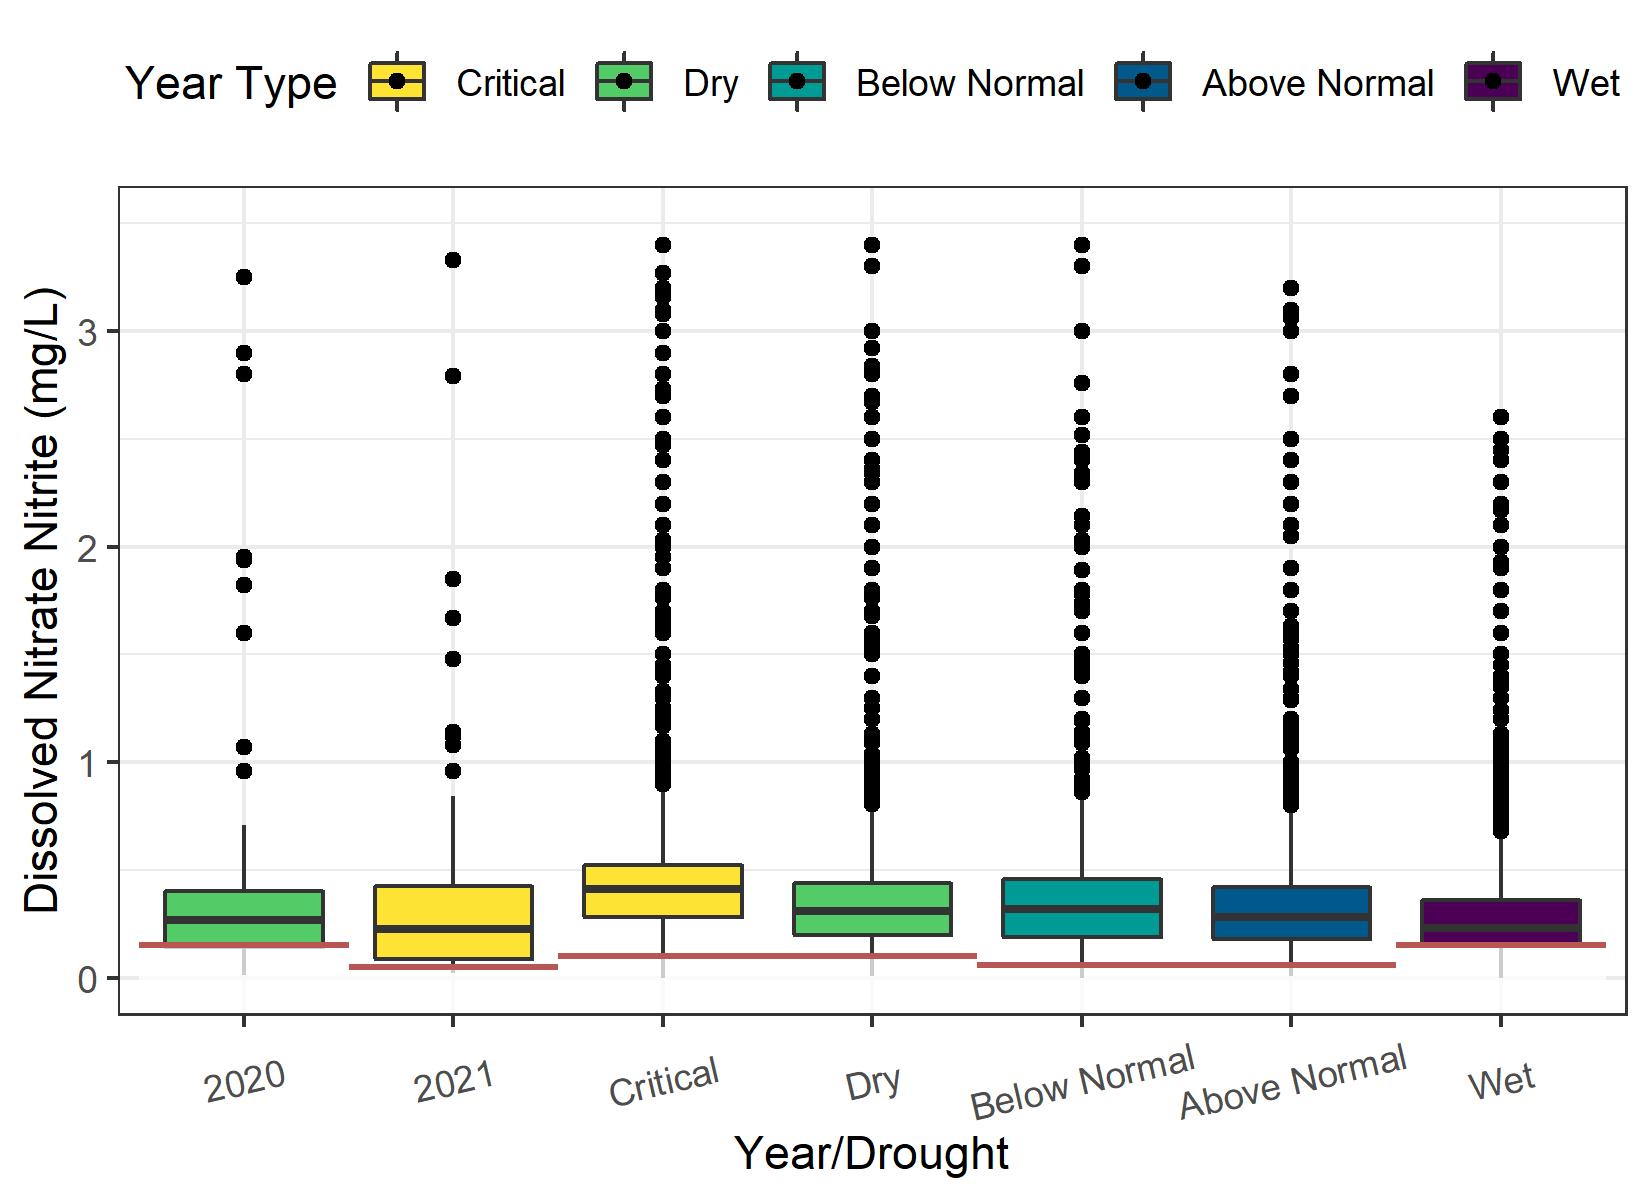 Year Type Critical Dry Below Normal Above Normal Wet
Dissolved Nitrate Nitrite (mg/L)
3
2
1
0
2020 2021 Critical Dry Below Normal Above Normal Wet
Year/Drought